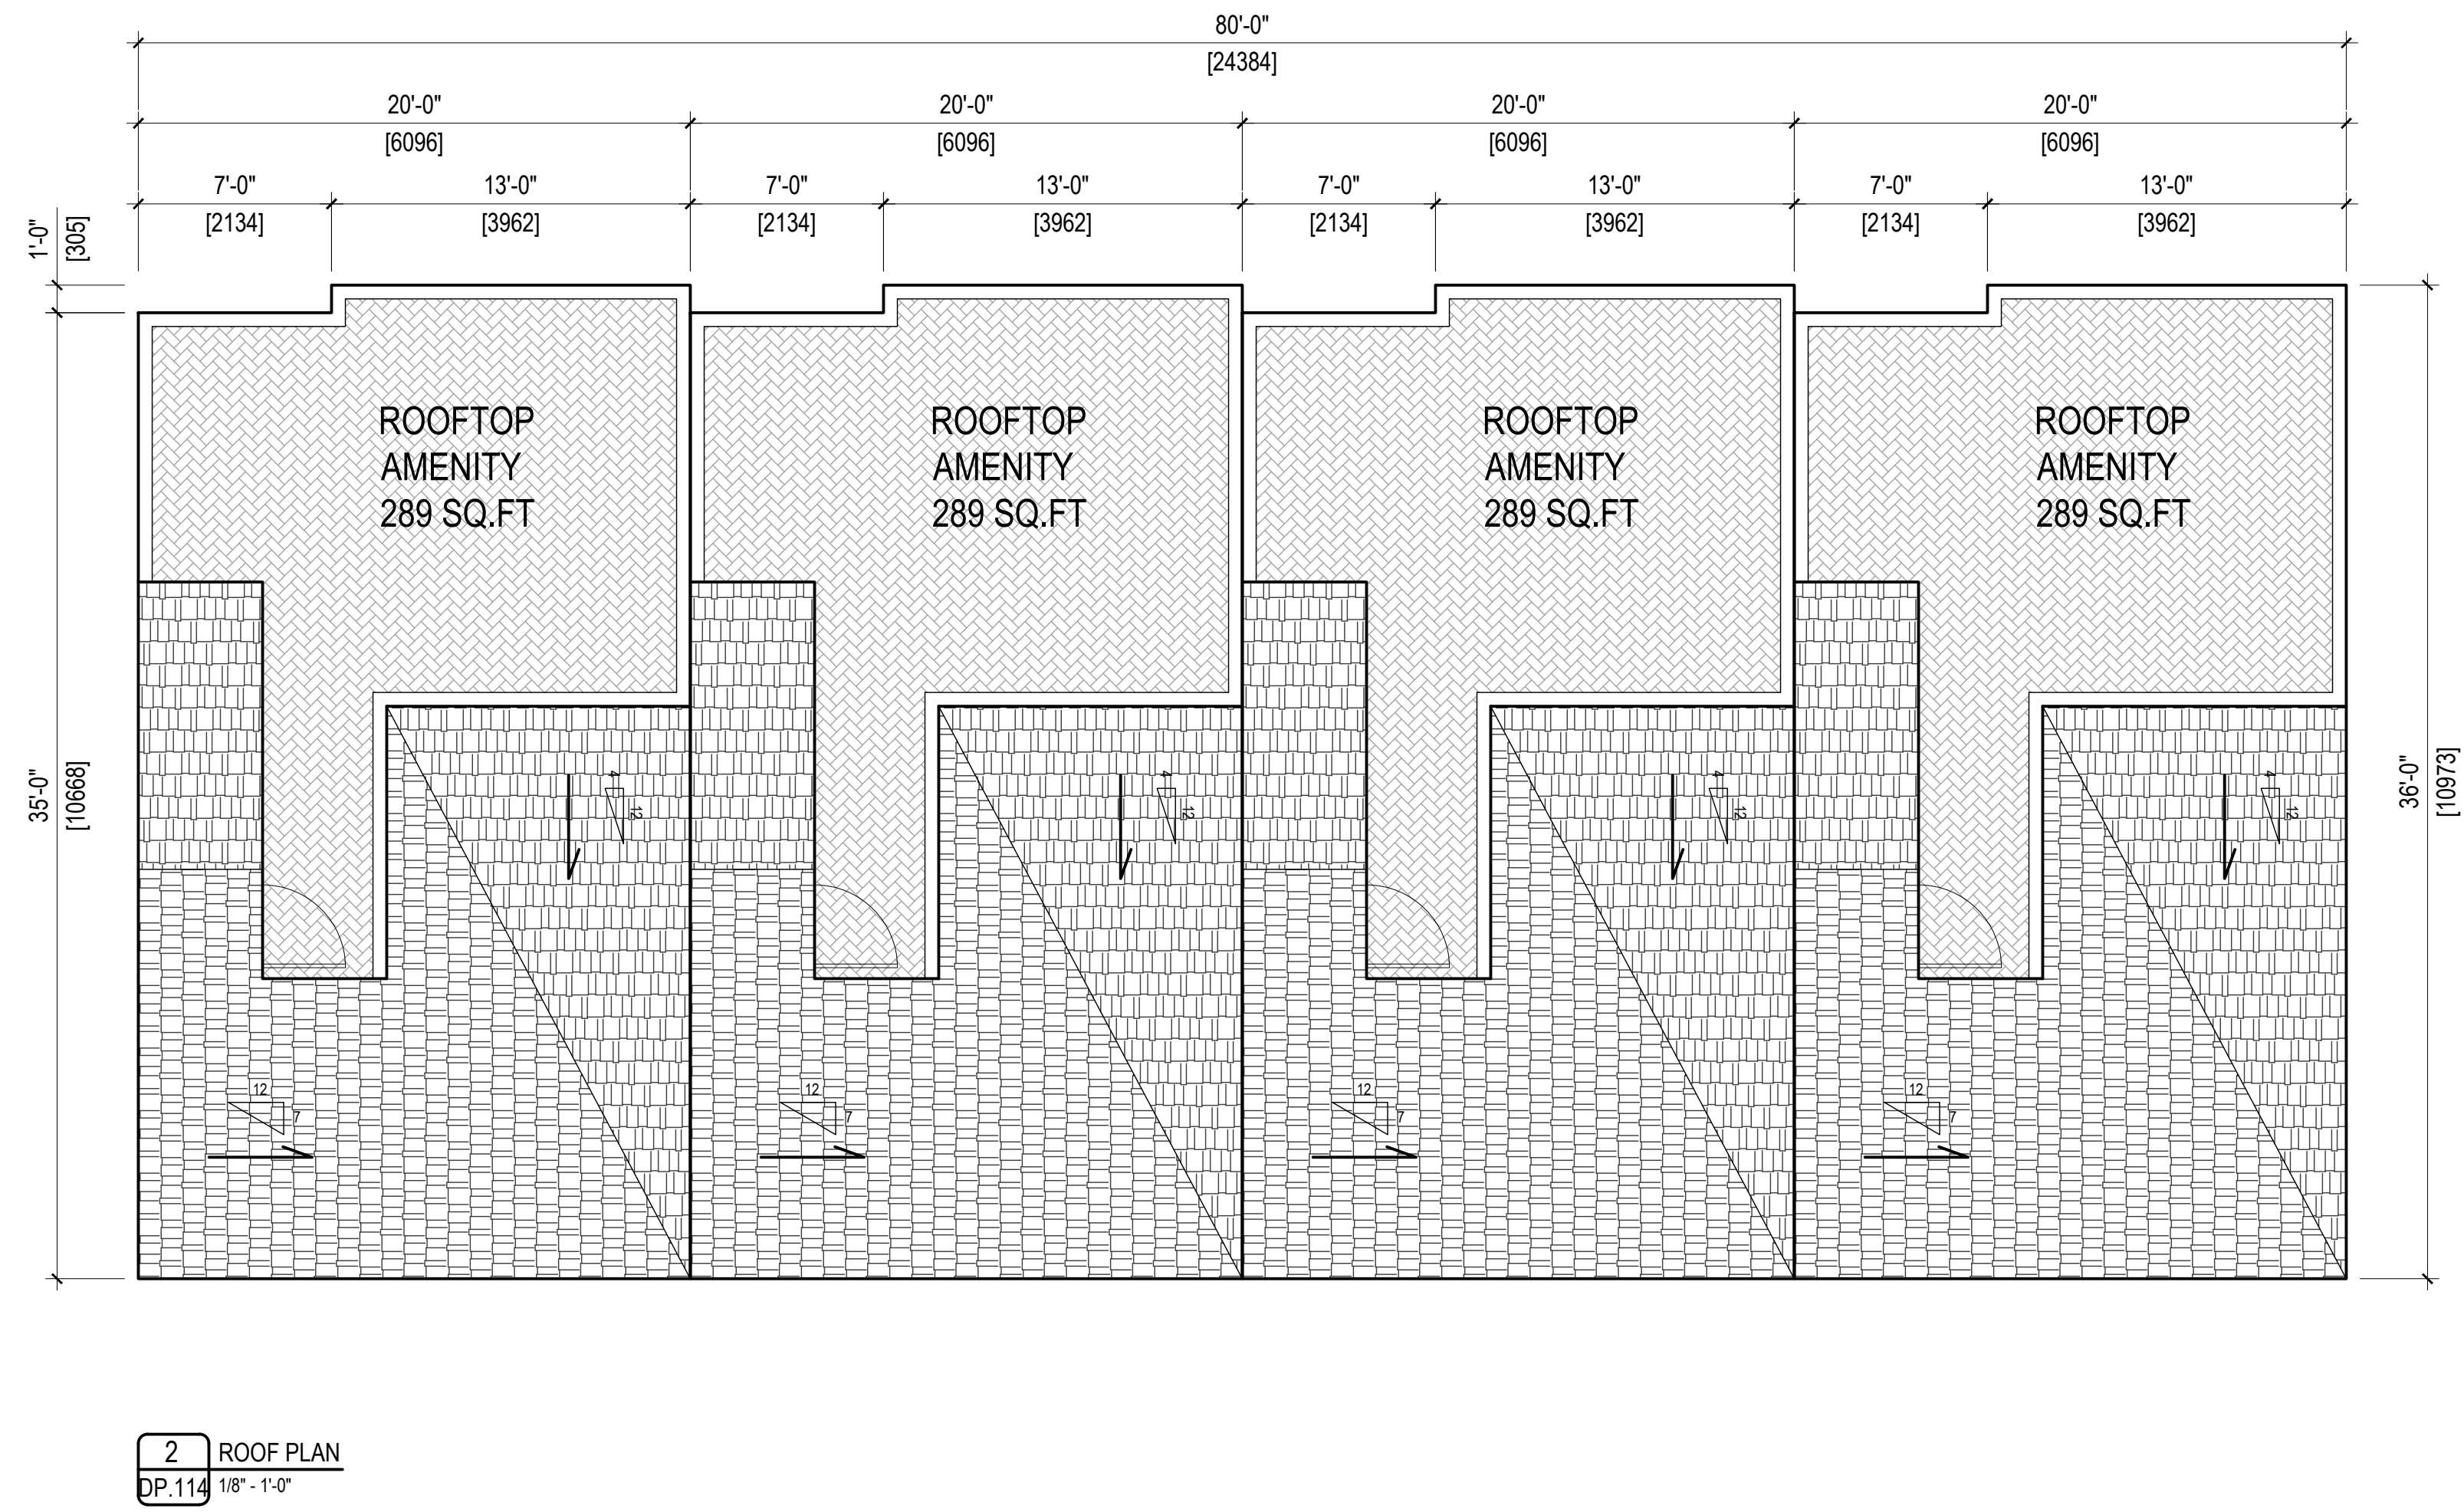 80'-0"
[24384]
20'-0" 20'-0" 20'-0" 20'-0"
[6096] [6096] [6096] [6096]
7'-0" 13'-0" 7'-0" 13'-0" 7'-0" 13'-0" 7'-0" 13'-0"
[2134] [3962] [2134] [3962] [2134] [3962] [2134] [3962]
1'-0"
[305]
ROOFTOP ROOFTOP ROOFTOP ROOFTOP
AMENITY AMENITY AMENITY AMENITY
289 SQ.FT 289 SQ.FT 289 SQ.FT 289 SQ.FT
35'-0"
[10668]
4 4 4 4
12 12 12 12
36'-0"
[10973]
12 12 12 12
7 7 7 7
2 ROOF PLAN
DP.114 1/8" - 1'-0"